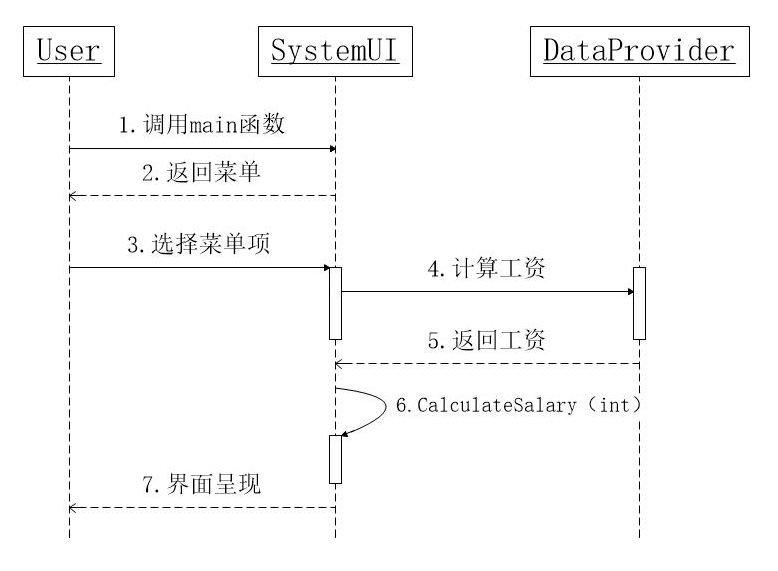 User
SystemUI
DataProvider
1.调用main函数
2.返回菜单
3.选择菜单项
4.计算工资
5.返回工资
6.CalculateSalary（int）
7.界面呈现